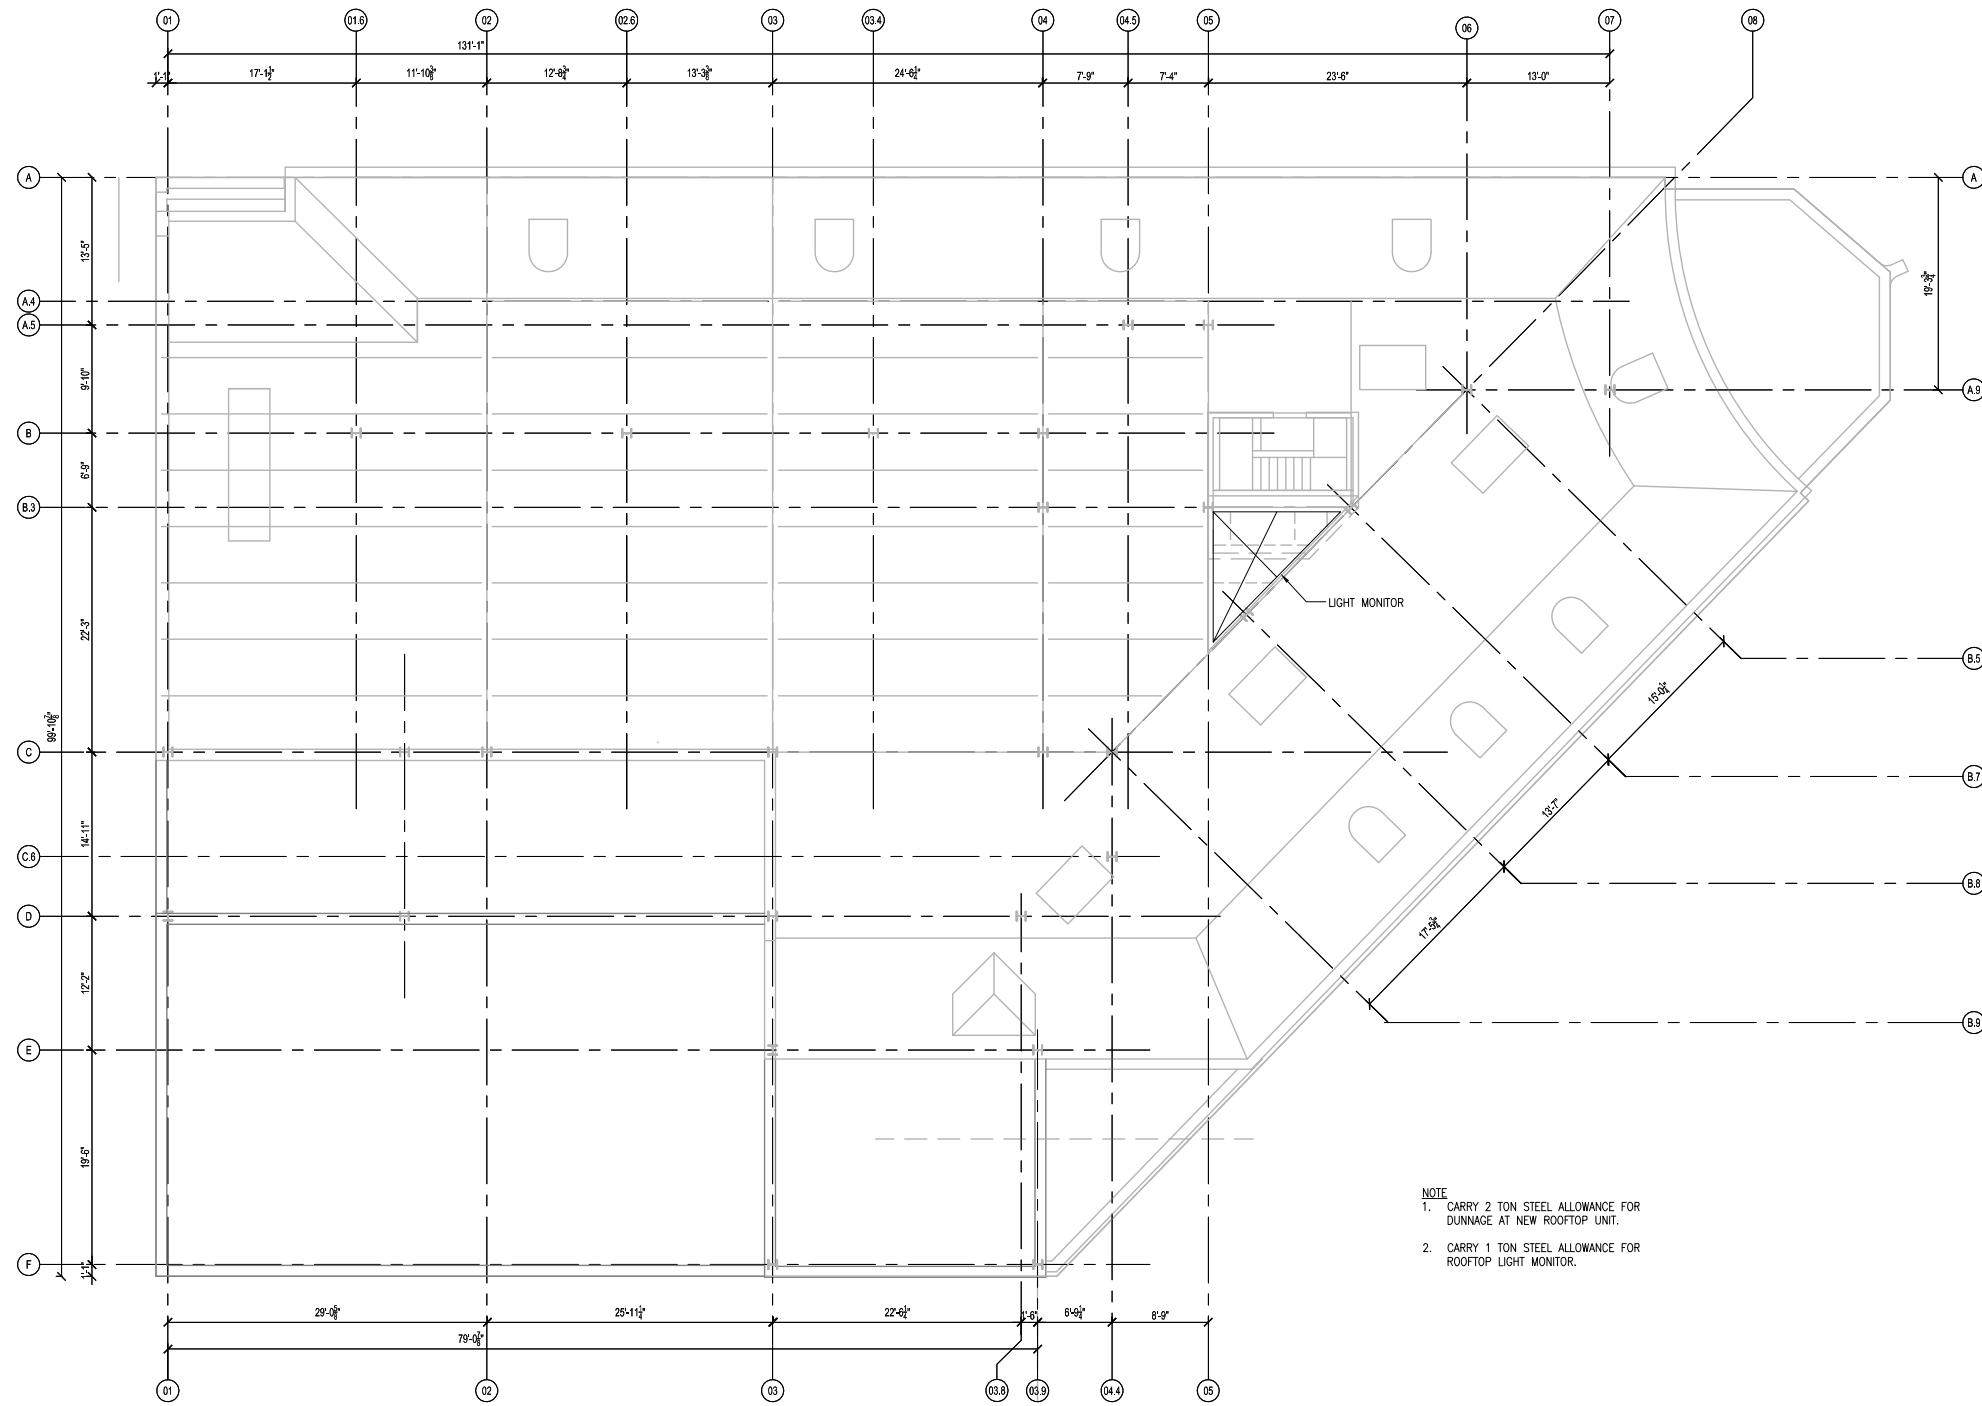 01 01.6 02 02.6 03 03.4 04 04.5 05 06 07 08
131'-1"
1'-1" 17'-1½" 11'-10⅜" 12'-8¾" 13'-3⅜" 24'-6¼" 7'-9" 7'-4" 23'-6" 13'-0"
A A
13'-5"
19'-3¾"
A.4
A.5
9'-10"
A.9
B
6'-9"
B.3
22'-3"
LIGHT MONITOR
B.5
15'-0¼"
99'-10⅞"
C
B.7
13'-7"
14'-11"
C.6
B.8
D
17'-5¾"
12'-2"
B.9
E
19'-6"
NOTE
1. CARRY 2 TON STEEL ALLOWANCE FOR
DUNNAGE AT NEW ROOFTOP UNIT.
2. CARRY 1 TON STEEL ALLOWANCE FOR
ROOFTOP LIGHT MONITOR.
F
1'-1"
29'-0⅝" 25'-11¼" 22'-6¼" 1'-6" 6'-9¼" 8'-9"
79'-0⅞"
01 02 03 03.8 03.9 04.4 05